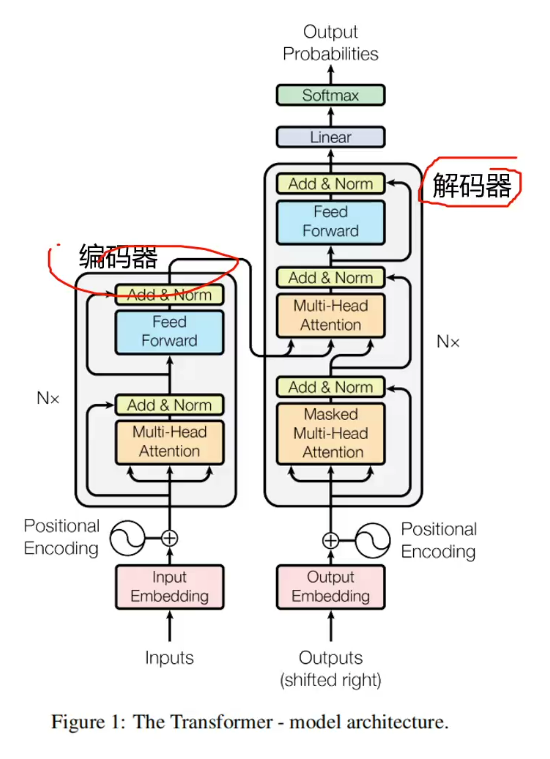 Output
Probabilities
Softmax
Linear
解码器
Add & Norm
Feed
Forward
Add & Norm
Multi-Head
Attention
N×
Add & Norm
Masked
Multi-Head
Attention
Positional
Encoding
Output
Embedding
Outputs
(shifted right)
编码器
Add & Norm
Feed
Forward
N×
Add & Norm
Multi-Head
Attention
Positional
Encoding
Input
Embedding
Inputs
Figure 1: The Transformer - model architecture.